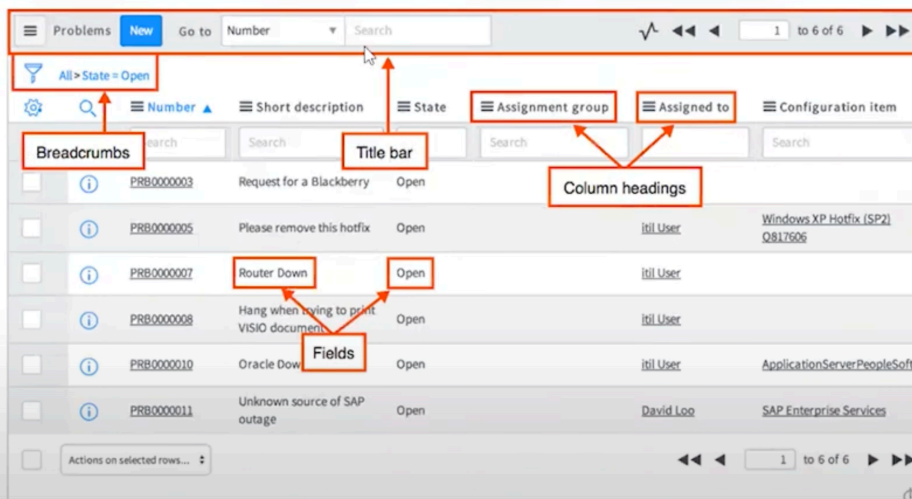 Problems New Go to Number Search 1 to 6 of 6
All > State = Open
Number Short description State Assignment group Assigned to Configuration item
Search Search Search Search
Breadcrumbs Title bar Column headings
PRB0000003 Request for a Blackberry Open
PRB0000005 Please remove this hotfix Open itil User Windows XP Hotfix (SP2)
Q817606
PRB0000007 Router Down Open itil User
PRB0000008 Hang when trying to print Open itil User
VISIO document
Fields
PRB0000010 Oracle Dow Open itil User ApplicationServerPeopleSoft
PRB0000011 Unknown source of SAP Open David Loo SAP Enterprise Services
outage
Actions on selected rows... 1 to 6 of 6